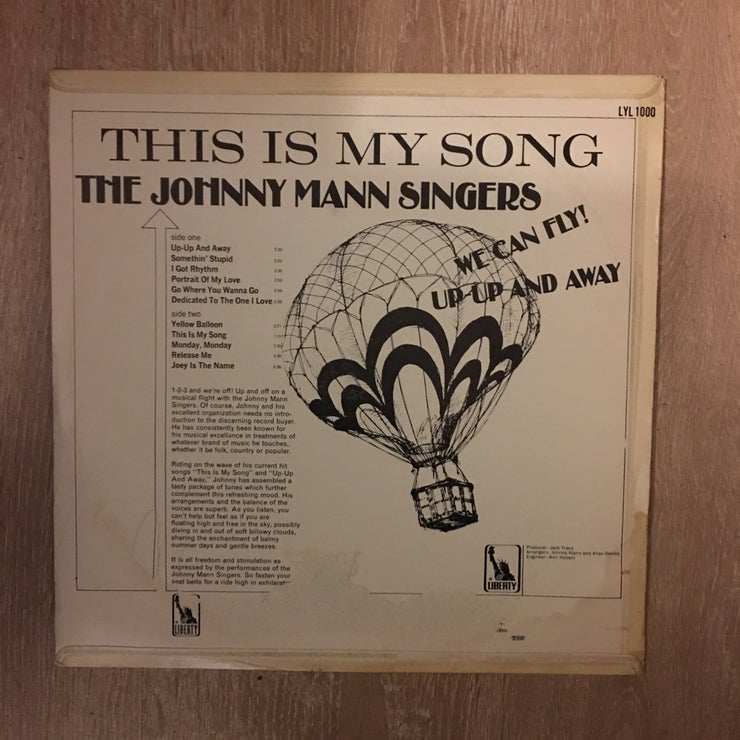 LYL 1000
THIS IS MY SONG
THE JOHNNY MANN SINGERS
WE CAN FLY!
UP-UP AND AWAY
side one
Up-Up And Away
Somethin' Stupid
I Got Rhythm
Portrait Of My Love
Go Where You Wanna Go
Dedicated To The One I Love
side two
Yellow Balloon
This Is My Song
Monday, Monday
Release Me
Joey Is The Name
1-2-3 and we're off! Up and off on a
musical flight with the Johnny Mann
Singers. Of course, Johnny and his
excellent organization needs no intro-
duction to the discerning record buyer.
He has consistently been known for
his musical excellence in treatments of
whatever brand of music he touches,
whether it be folk, country or popular.
Riding on the wave of his current hit
songs "This Is My Song" and "Up-Up
And Away," Johnny has assembled a
tasty package of tunes which further
complement this refreshing mood. His
arrangements and the balance of the
voices are superb. As you listen, you
can't help but feel as if you are
floating high and free in the sky, possibly
diving in and out of soft billowy clouds,
sharing the enchantment of balmy
summer days and gentle breezes.
It is all freedom and stimulation as
expressed by the performances of the
Johnny Mann Singers. So fasten your
seat belts for a ride high in
Producer: Jack Tracy
Arrangers: Johnny Mann and Allan Davies
Engineer:
LIBERTY
LIBERTY